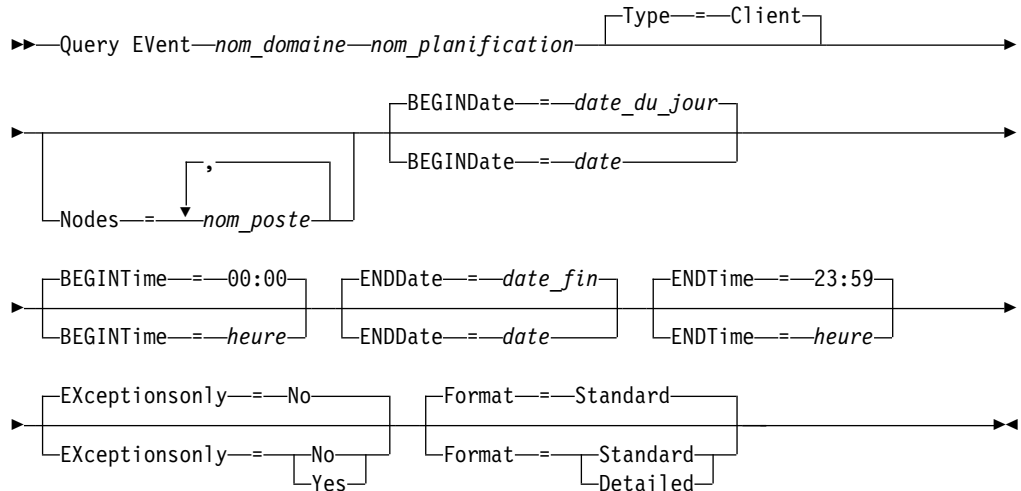 Type = Client
Query EVent nom_domaine nom_planification
BEGINDate = date_du_jour
BEGINDate = date
,
Nodes = nom_poste
BEGINTime = 00:00 ENDDate = date_fin ENDTime = 23:59
BEGINTime = heure ENDDate = date ENDTime = heure
EXceptionsonly = No Format = Standard
EXceptionsonly = No Format = Standard
Yes Detailed